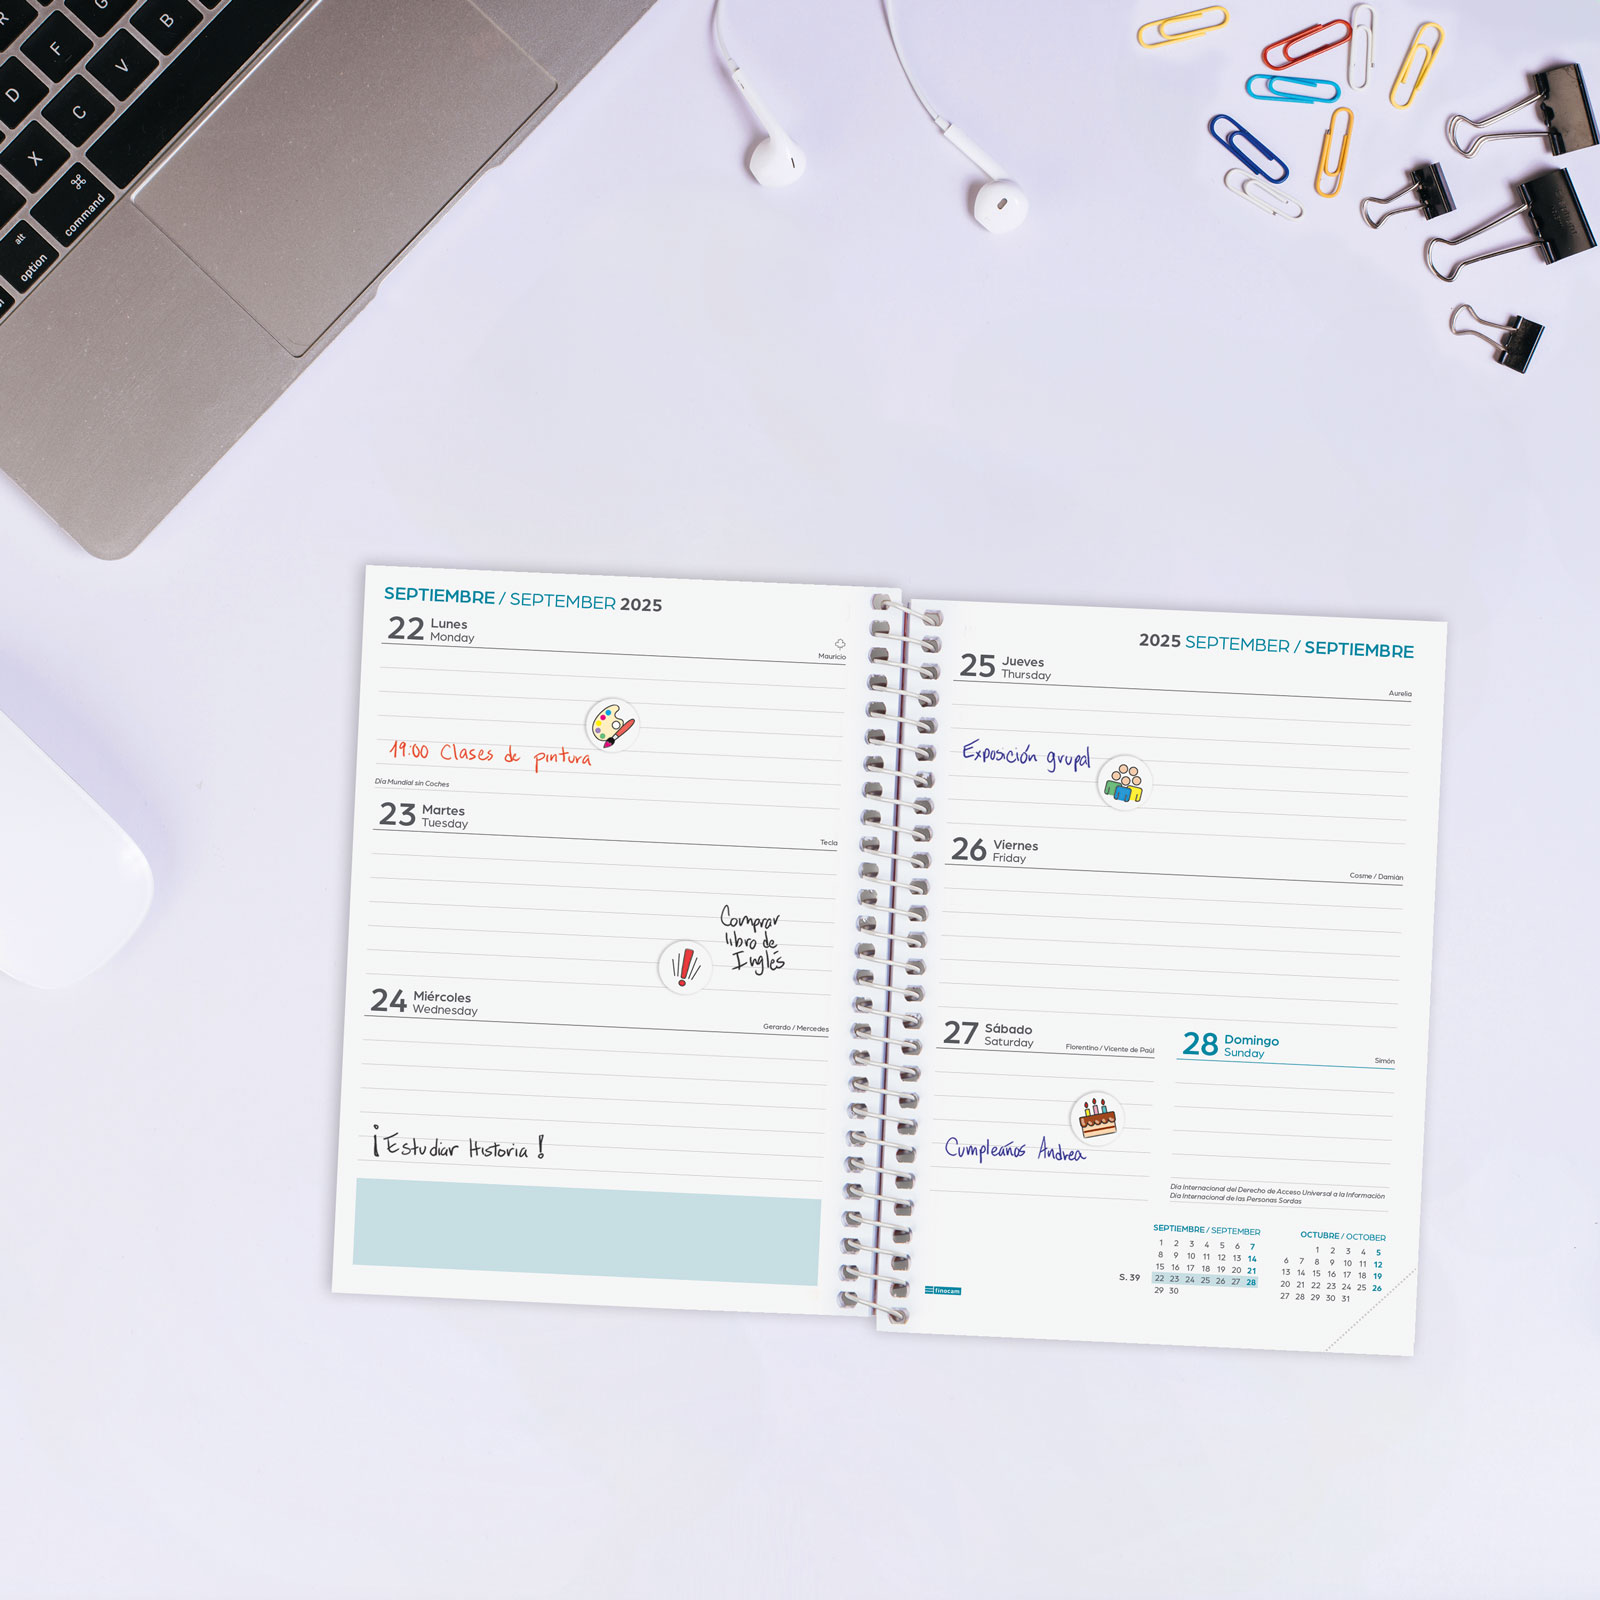 R
F
G
B
D
C
V
X
⌘
command
alt
option
SEPTIEMBRE / SEPTEMBER 2025
22 Lunes
Monday
Mauricio
19:00 Clases de pintura
Día Mundial sin Coches
23 Martes
Tuesday
Tecla
Comprar
libro de
Inglés
24 Miércoles
Wednesday
Gerardo / Mercedes
¡Estudiar Historia!
2025 SEPTEMBER / SEPTIEMBRE
25 Jueves
Thursday
Aurelia
Exposición grupal
26 Viernes
Friday
Cosme / Damián
27 Sábado
Saturday
Florentino / Vicente de Paúl
Cumpleaños Andrea
28 Domingo
Sunday
Simón
Día Internacional del Derecho de Acceso Universal a la Información
Día Internacional de las Personas Sordas
SEPTIEMBRE / SEPTEMBER
1 2 3 4 5 6 7
8 9 10 11 12 13 14
15 16 17 18 19 20 21
S. 39 22 23 24 25 26 27 28
29 30
OCTUBRE / OCTOBER
1 2 3 4 5
6 7 8 9 10 11 12
13 14 15 16 17 18 19
20 21 22 23 24 25 26
27 28 29 30 31
finocam